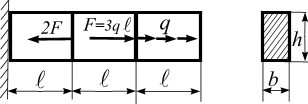 2F F=3qℓ q h
ℓ ℓ ℓ b